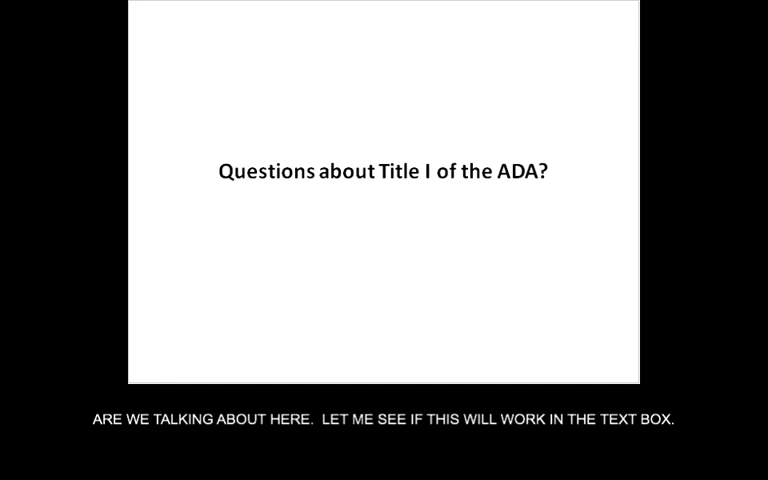 Questions about Title I of the ADA?
ARE WE TALKING ABOUT HERE.  LET ME SEE IF THIS WILL WORK IN THE TEXT BOX.